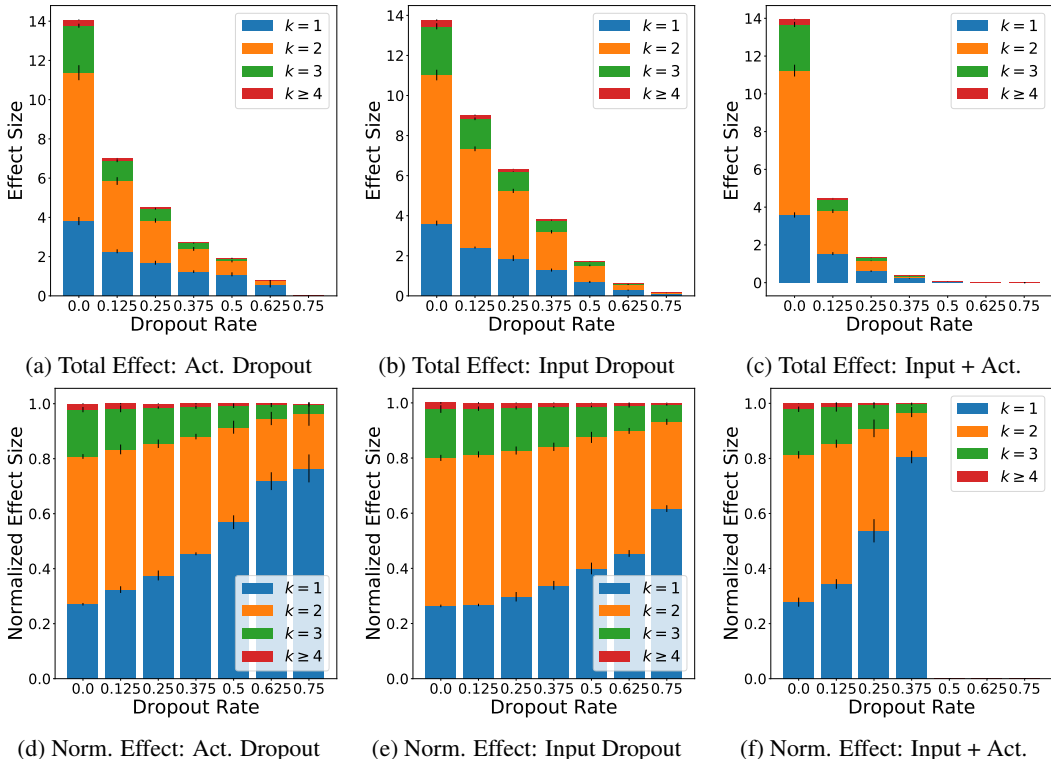 14
12
10
8
6
4
2
0
Effect Size
k = 1
k = 2
k = 3
k ≥ 4
0.0 0.125 0.25 0.375 0.5 0.625 0.75
Dropout Rate
(a) Total Effect: Act. Dropout
14
12
10
8
6
4
2
0
Effect Size
k = 1
k = 2
k = 3
k ≥ 4
0.0 0.125 0.25 0.375 0.5 0.625 0.75
Dropout Rate
(b) Total Effect: Input Dropout
14
12
10
8
6
4
2
0
Effect Size
k = 1
k = 2
k = 3
k ≥ 4
0.0 0.125 0.25 0.375 0.5 0.625 0.75
Dropout Rate
(c) Total Effect: Input + Act.
1.0
0.8
0.6
0.4
0.2
0.0
Normalized Effect Size
k = 1
k = 2
k = 3
k ≥ 4
0.0 0.125 0.25 0.375 0.5 0.625 0.75
Dropout Rate
(d) Norm. Effect: Act. Dropout
1.0
0.8
0.6
0.4
0.2
0.0
Normalized Effect Size
k = 1
k = 2
k = 3
k ≥ 4
0.0 0.125 0.25 0.375 0.5 0.625 0.75
Dropout Rate
(e) Norm. Effect: Input Dropout
1.0
0.8
0.6
0.4
0.2
0.0
Normalized Effect Size
k = 1
k = 2
k = 3
k ≥ 4
0.0 0.125 0.25 0.375 0.5 0.625 0.75
Dropout Rate
(f) Norm. Effect: Input + Act.